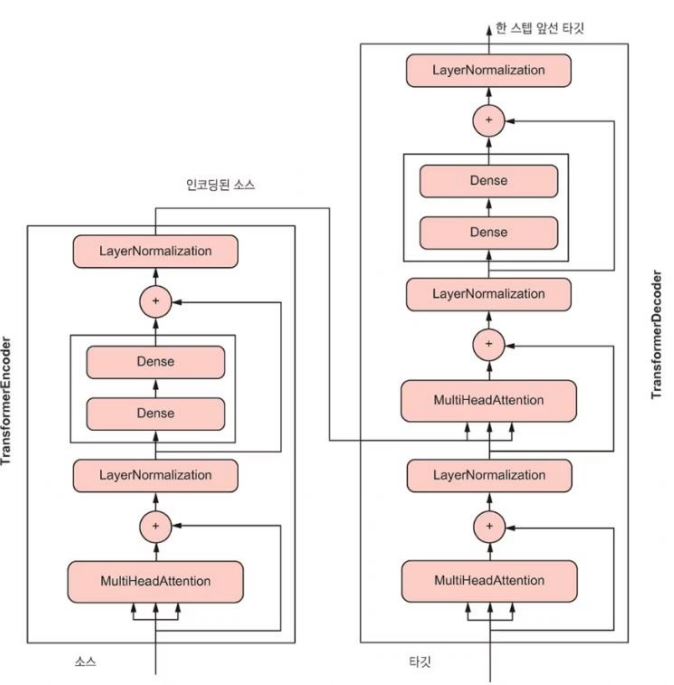 한 스텝 앞선 타깃
LayerNormalization
+
Dense
Dense
LayerNormalization
+
MultiHeadAttention
LayerNormalization
+
MultiHeadAttention
타깃
TransformerDecoder
인코딩된 소스
LayerNormalization
+
Dense
Dense
LayerNormalization
+
MultiHeadAttention
소스
TransformerEncoder